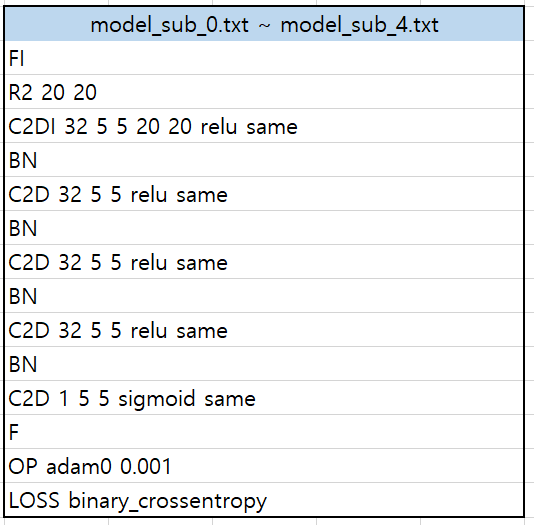 model_sub_0.txt ~ model_sub_4.txt
FI
R2 20 20
C2DI 32 5 5 20 20 relu same
BN
C2D 32 5 5 relu same
BN
C2D 32 5 5 relu same
BN
C2D 32 5 5 relu same
BN
C2D 1 5 5 sigmoid same
F
OP adam0 0.001
LOSS binary_crossentropy